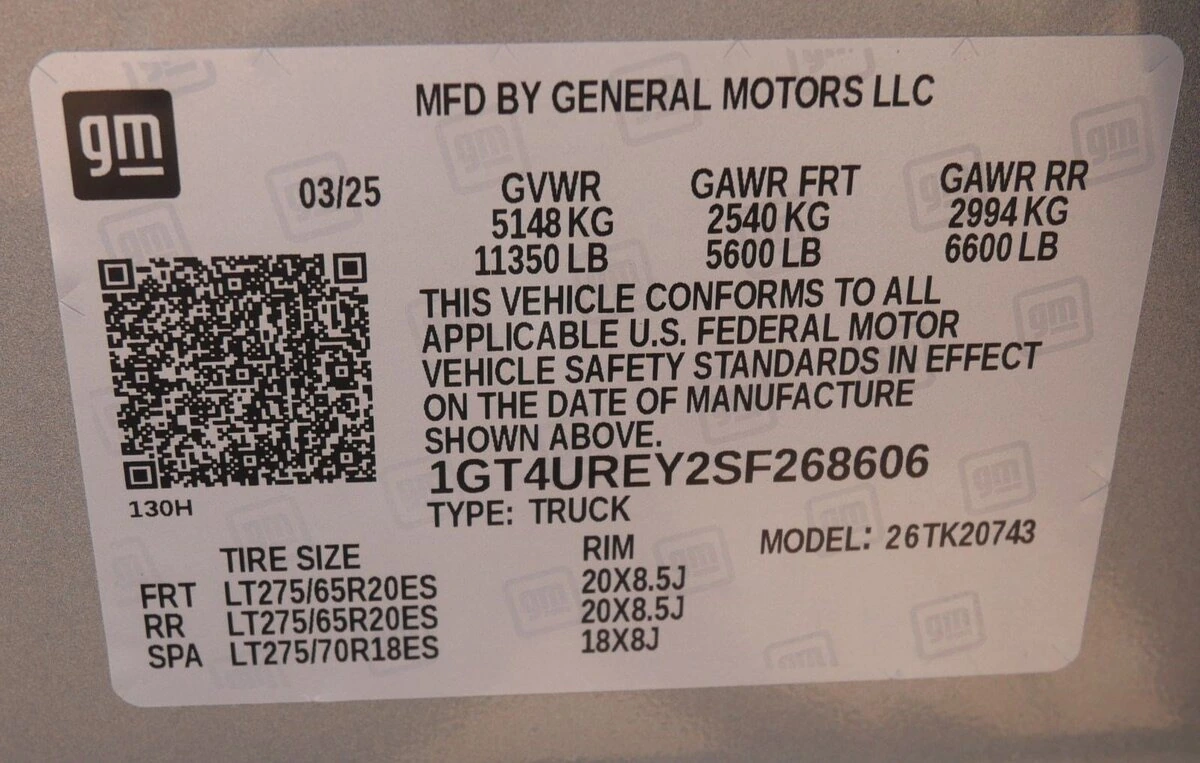 gm
MFD BY GENERAL MOTORS LLC
03/25 GVWR GAWR FRT GAWR RR
5148 KG 2540 KG 2994 KG
11350 LB 5600 LB 6600 LB
THIS VEHICLE CONFORMS TO ALL
APPLICABLE U.S. FEDERAL MOTOR
VEHICLE SAFETY STANDARDS IN EFFECT
ON THE DATE OF MANUFACTURE
SHOWN ABOVE.
1GT4UREY2SF268606
130H
TYPE: TRUCK
MODEL: 26TK20743
TIRE SIZE RIM
FRT LT275/65R20ES 20X8.5J
RR LT275/65R20ES 20X8.5J
SPA LT275/70R18ES 18X8J